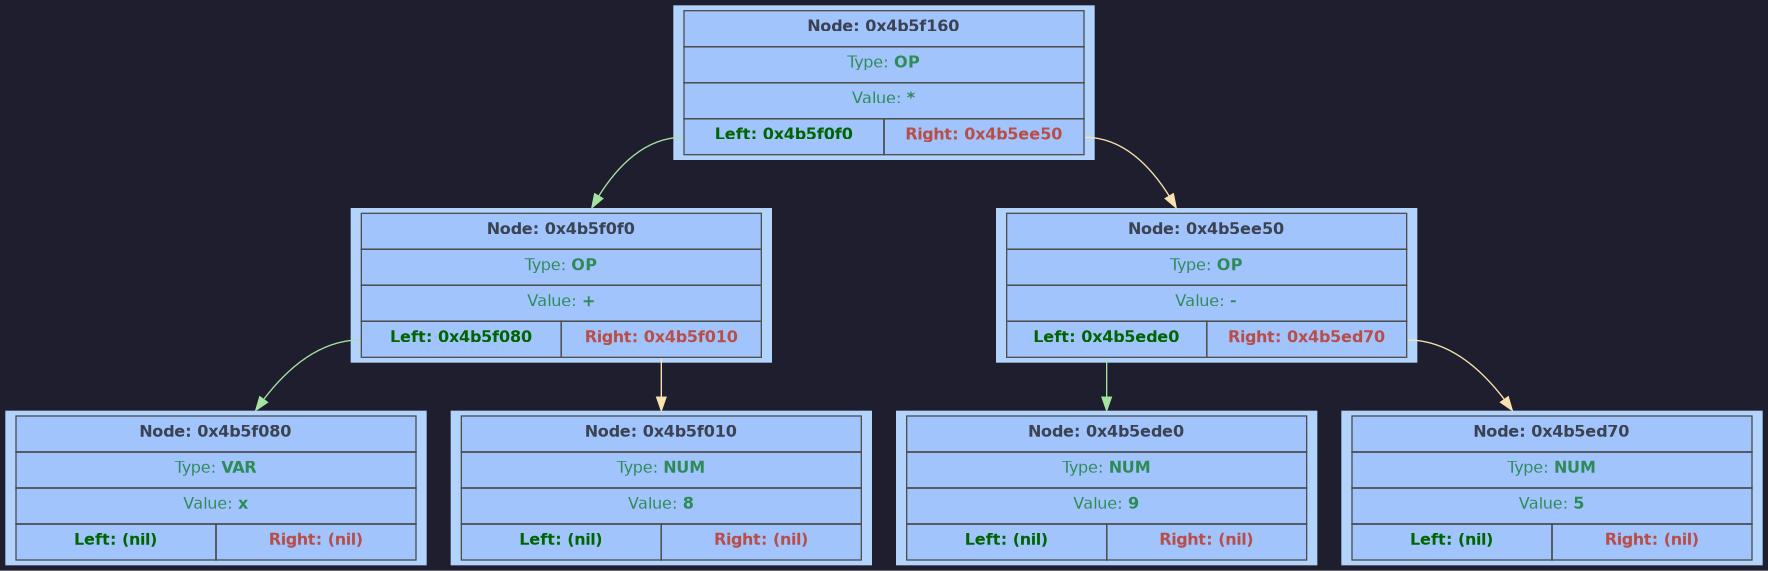 Node: 0x4b5f160
Type: OP
Value: *
Left: 0x4b5f0f0 Right: 0x4b5ee50
Node: 0x4b5f0f0
Type: OP
Value: +
Left: 0x4b5f080 Right: 0x4b5f010
Node: 0x4b5ee50
Type: OP
Value: -
Left: 0x4b5ede0 Right: 0x4b5ed70
Node: 0x4b5f080
Type: VAR
Value: x
Left: (nil) Right: (nil)
Node: 0x4b5f010
Type: NUM
Value: 8
Left: (nil) Right: (nil)
Node: 0x4b5ede0
Type: NUM
Value: 9
Left: (nil) Right: (nil)
Node: 0x4b5ed70
Type: NUM
Value: 5
Left: (nil) Right: (nil)